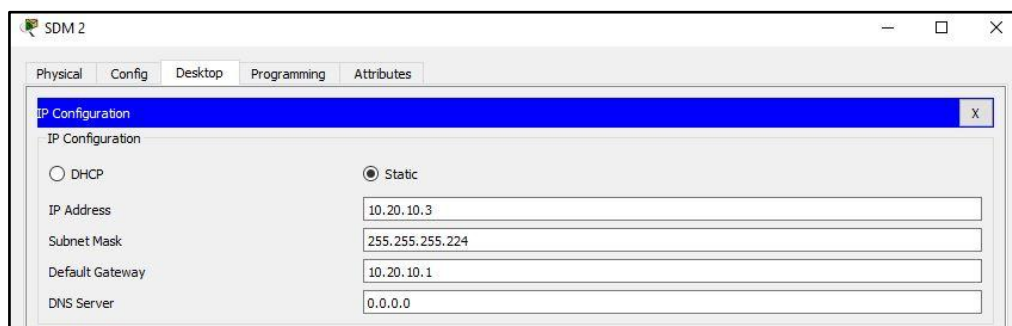 SDM 2
Physical Config Desktop Programming Attributes
IP Configuration X
IP Configuration
DHCP Static
IP Address 10.20.10.3
Subnet Mask 255.255.255.224
Default Gateway 10.20.10.1
DNS Server 0.0.0.0